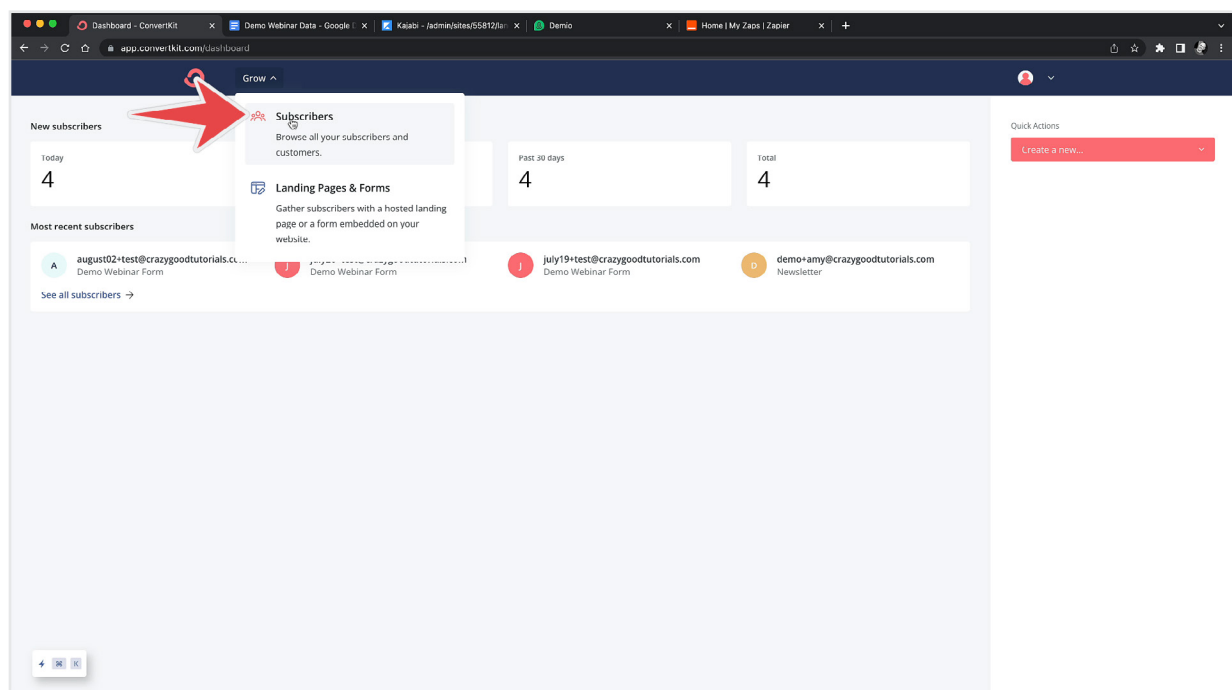 Dashboard - ConvertKit
Demo Webinar Data - Google D
Kajabi - /admin/sites/55812/lan
Demio
Home | My Zaps | Zapier
app.convertkit.com/dashboard
Grow
Subscribers
Browse all your subscribers and
customers.
Landing Pages & Forms
Gather subscribers with a hosted landing
page or a form embedded on your
website.
New subscribers
Today
4
Past 30 days
4
Total
4
Quick Actions
Create a new...
Most recent subscribers
A
august02+test@crazygoodtutorials.c
Demo Webinar Form
J
Demo Webinar Form
J
july19+test@crazygoodtutorials.com
Demo Webinar Form
D
demo+amy@crazygoodtutorials.com
Newsletter
See all subscribers →
⌘ K